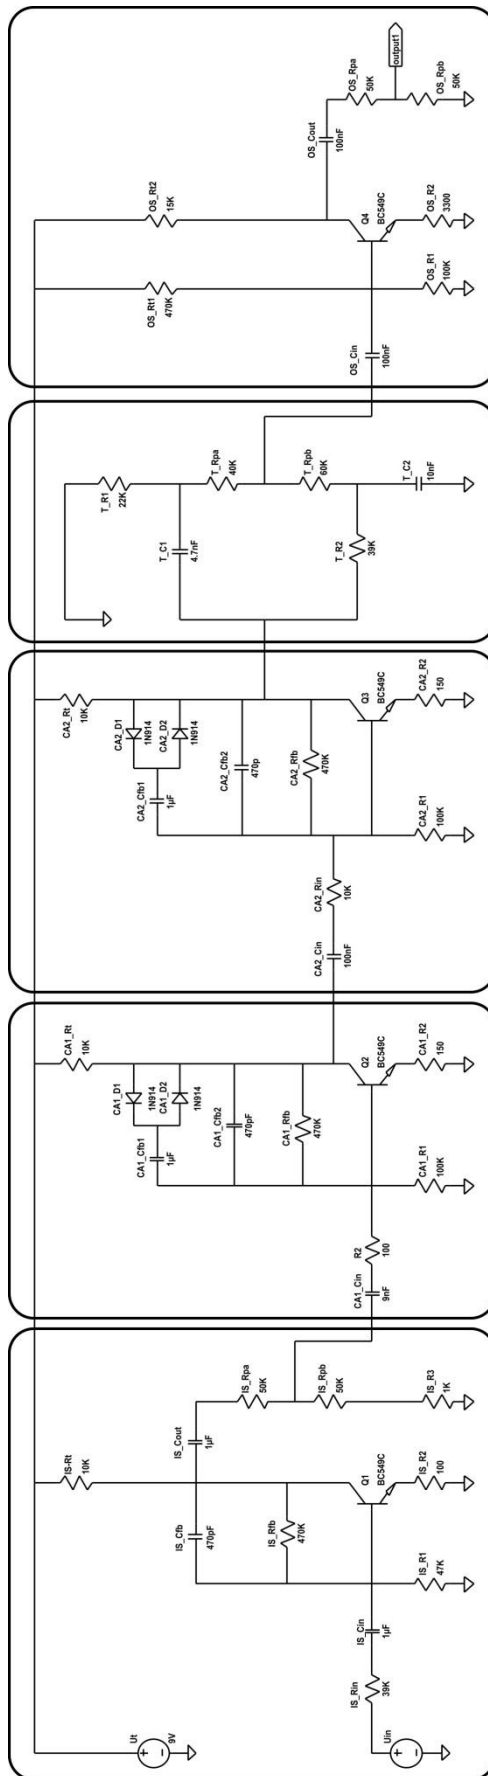 Ut
9V
Uin
IS_Rin
39K
IS_Cin
1µF
IS-Rt
10K
IS_Cfb
470pF
IS_Rfb
470K
IS_R1
47K
Q1
BC549C
IS_R2
100
IS_Cout
1µF
IS_Rpa
50K
IS_Rpb
50K
IS_R3
1K
CA1_Cin
9nF
R2
100
CA1_Rt
10K
CA1_D1
1N914
CA1_D2
1N914
CA1_Cfb1
1µF
CA1_Cfb2
470pF
CA1_Rfb
470K
CA1_R1
100K
Q2
BC549C
CA1_R2
150
CA2_Cin
100nF
CA2_Rin
10K
CA2_Rt
10K
CA2_D1
1N914
CA2_D2
1N914
CA2_Cfb1
1µF
CA2_Cfb2
470p
CA2_Rfb
470K
CA2_R1
100K
Q3
BC549C
CA2_R2
150
T_R1
22K
T_C1
4.7nF
T_Rpa
40K
T_Rpb
60K
T_R2
39K
T_C2
10nF
OS_Cin
100nF
OS_Rt1
470K
OS_Rt2
15K
OS_R1
100K
Q4
BC549C
OS_R2
3300
OS_Cout
100nF
OS_Rpa
50K
output1
OS_Rpb
50K